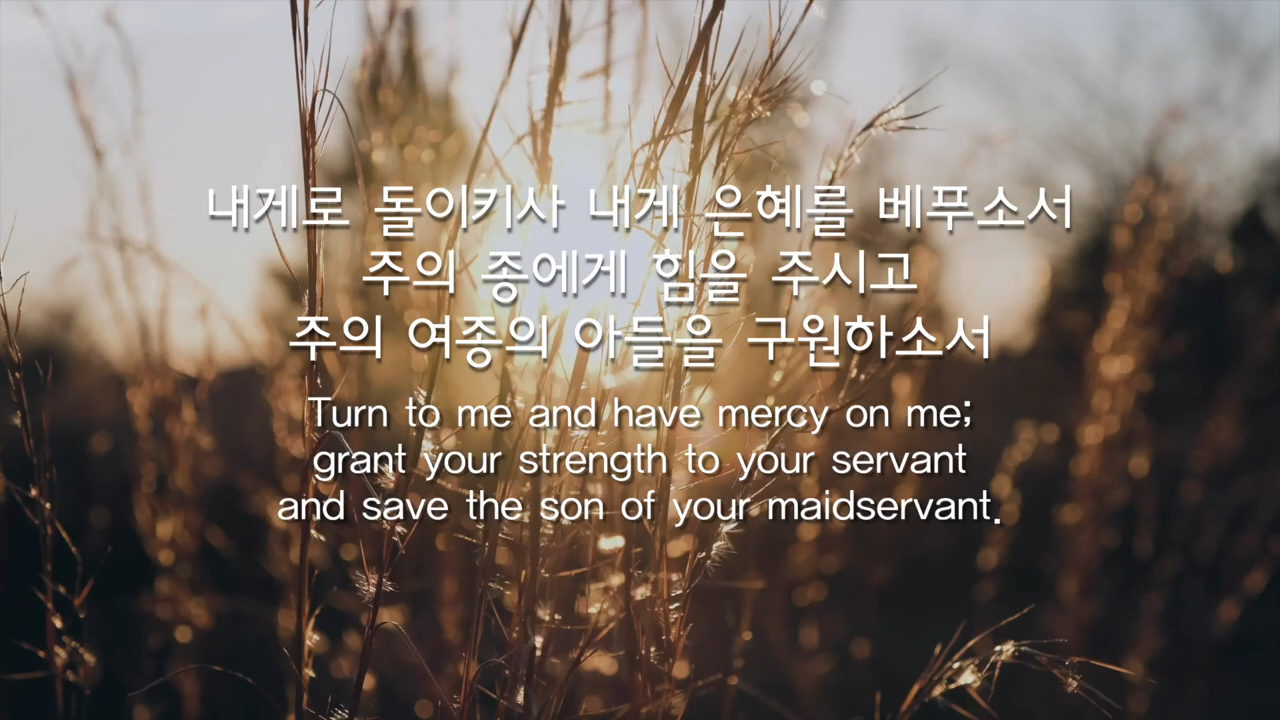 내게로 돌이키사 내게 은혜를 베푸소서
주의 종에게 힘을 주시고
주의 여종의 아들을 구원하소서
Turn to me and have mercy on me;
grant your strength to your servant
and save the son of your maidservant.